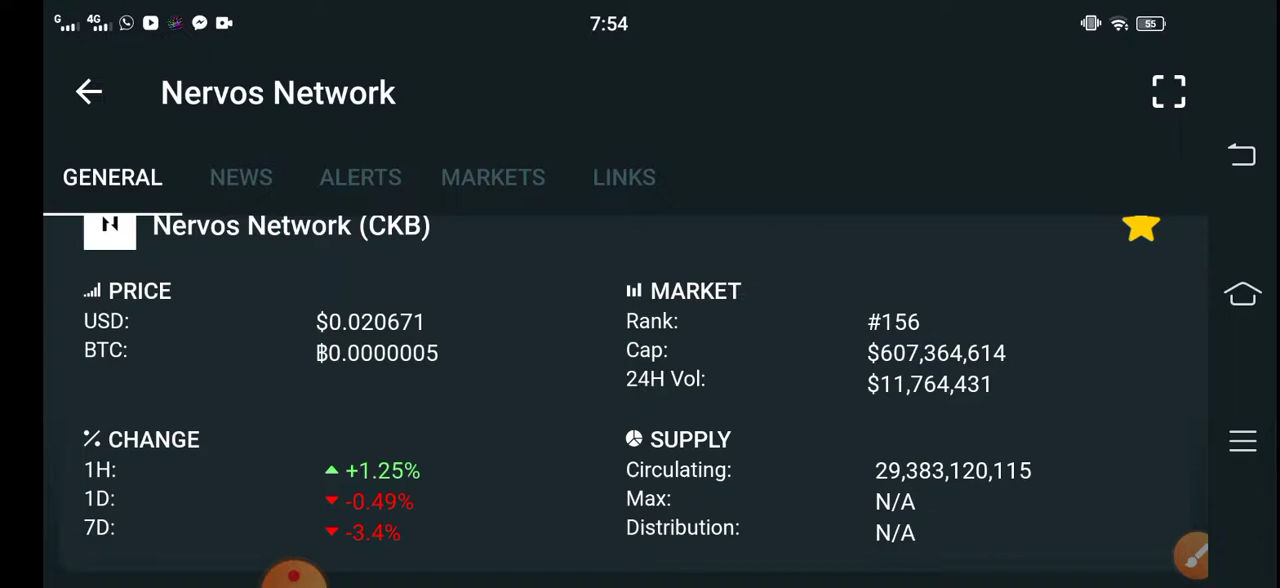 G 4G 7:54 55
Nervos Network
GENERAL NEWS ALERTS MARKETS LINKS
Nervos Network (CKB)
PRICE
USD: $0.020671
BTC: ฿0.0000005
MARKET
Rank: #156
Cap: $607,364,614
24H Vol: $11,764,431
CHANGE
1H: +1.25%
1D: -0.49%
7D: -3.4%
SUPPLY
Circulating: 29,383,120,115
Max: N/A
Distribution: N/A